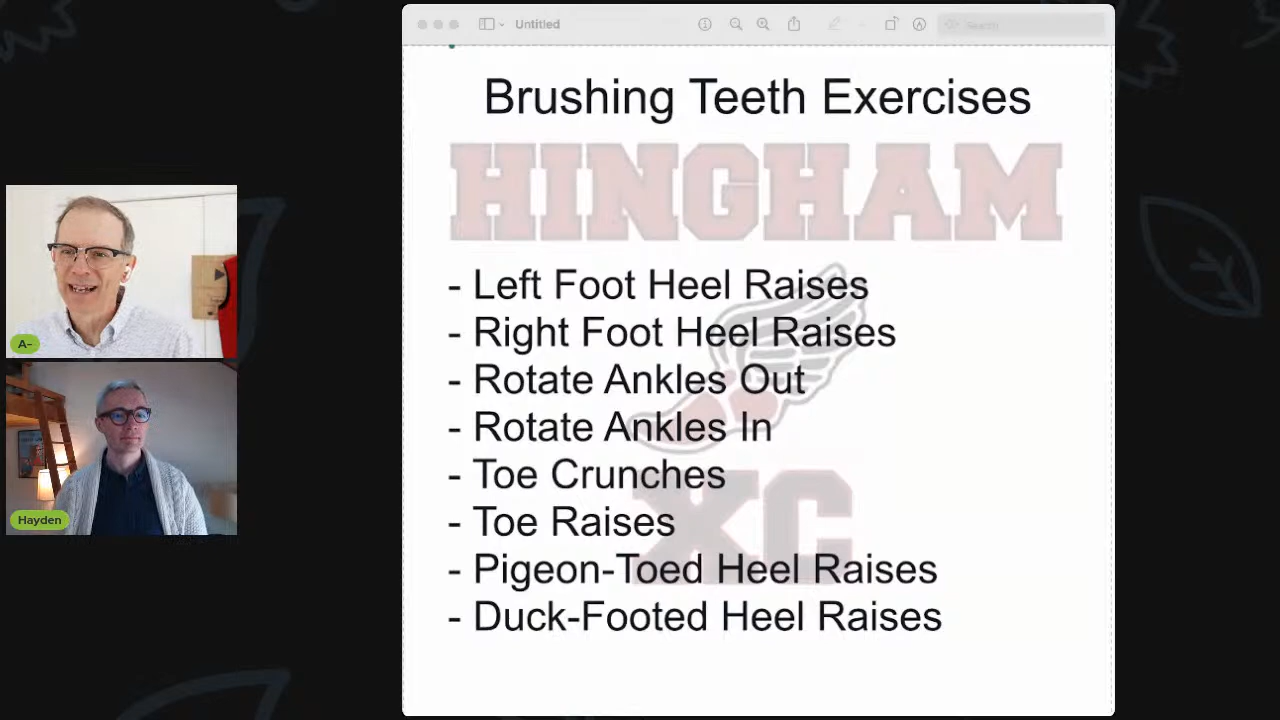 Untitled
Search
Brushing Teeth Exercises
HINGHAM
- Left Foot Heel Raises
- Right Foot Heel Raises
- Rotate Ankles Out
- Rotate Ankles In
- Toe Crunches
- Toe Raises
- Pigeon-Toed Heel Raises
- Duck-Footed Heel Raises
XC
A-
Hayden